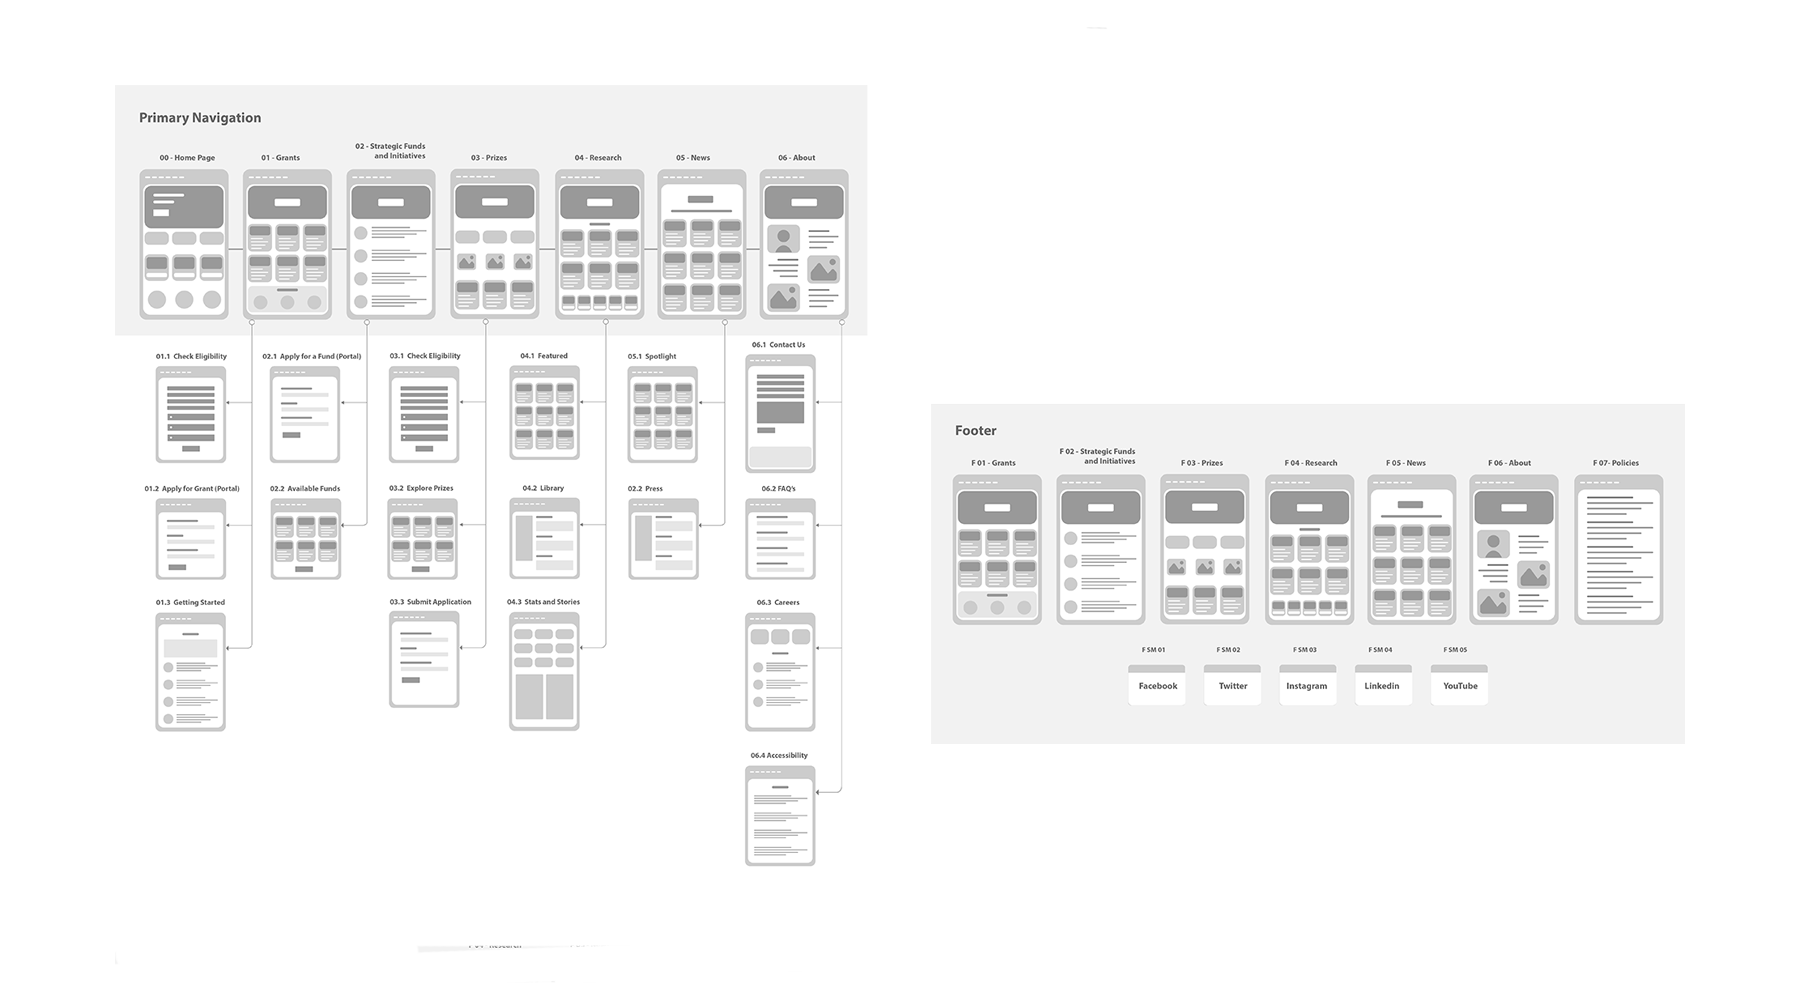 Primary Navigation
00 - Home Page
01 - Grants
02 - Strategic Funds
and Initiatives
03 - Prizes
04 - Research
05 - News
06 - About
01.1 Check Eligibility
02.1 Apply for a Fund (Portal)
03.1 Check Eligibility
04.1 Featured
05.1 Spotlight
06.1 Contact Us
01.2 Apply for Grant (Portal)
02.2 Available Funds
03.2 Explore Prizes
04.2 Library
02.2 Press
06.2 FAQ's
01.3 Getting Started
03.3 Submit Application
04.3 Stats and Stories
06.3 Careers
06.4 Accessibility
Footer
F 01 - Grants
F 02 - Strategic Funds
and Initiatives
F 03 - Prizes
F 04 - Research
F 05 - News
F 06 - About
F 07- Policies
F SM 01
F SM 02
F SM 03
F SM 04
F SM 05
Facebook
Twitter
Instagram
Linkedin
YouTube